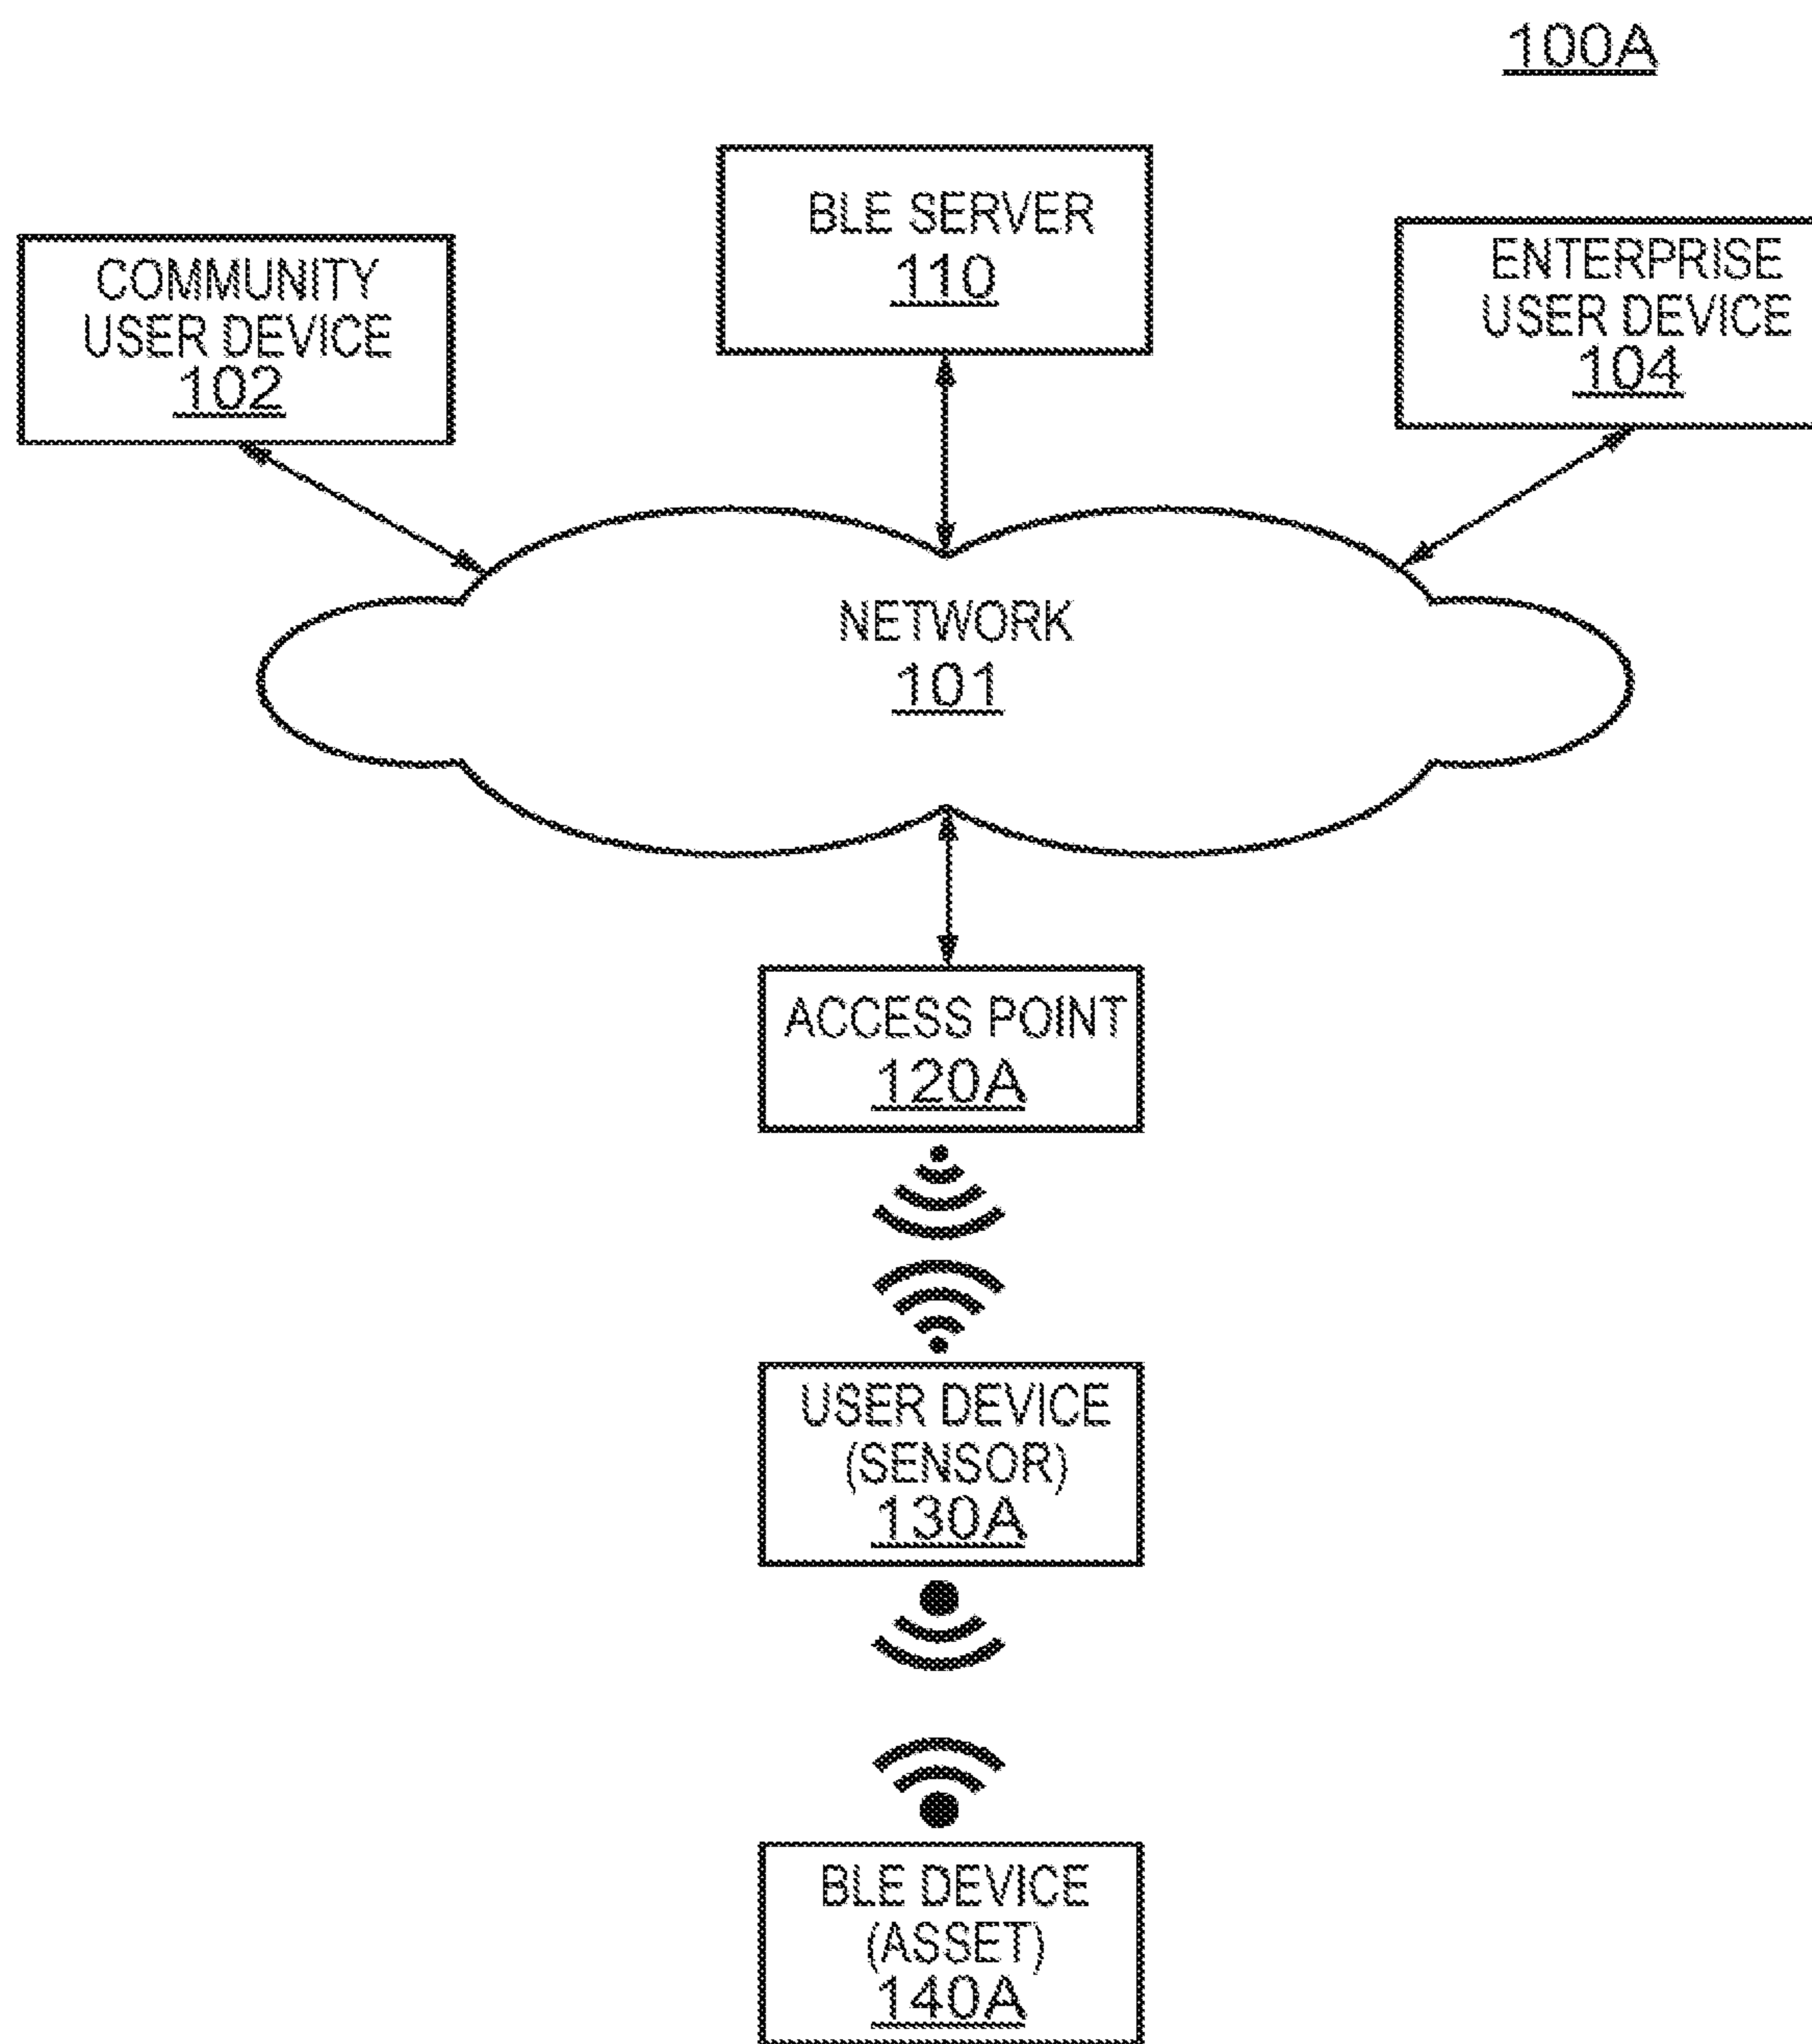 100A
BLE SERVER
110
COMMUNITY
USER DEVICE
102
ENTERPRISE
USER DEVICE
104
NETWORK
101
ACCESS POINT
120A
USER DEVICE
(SENSOR)
130A
BLE DEVICE
(ASSET)
140A